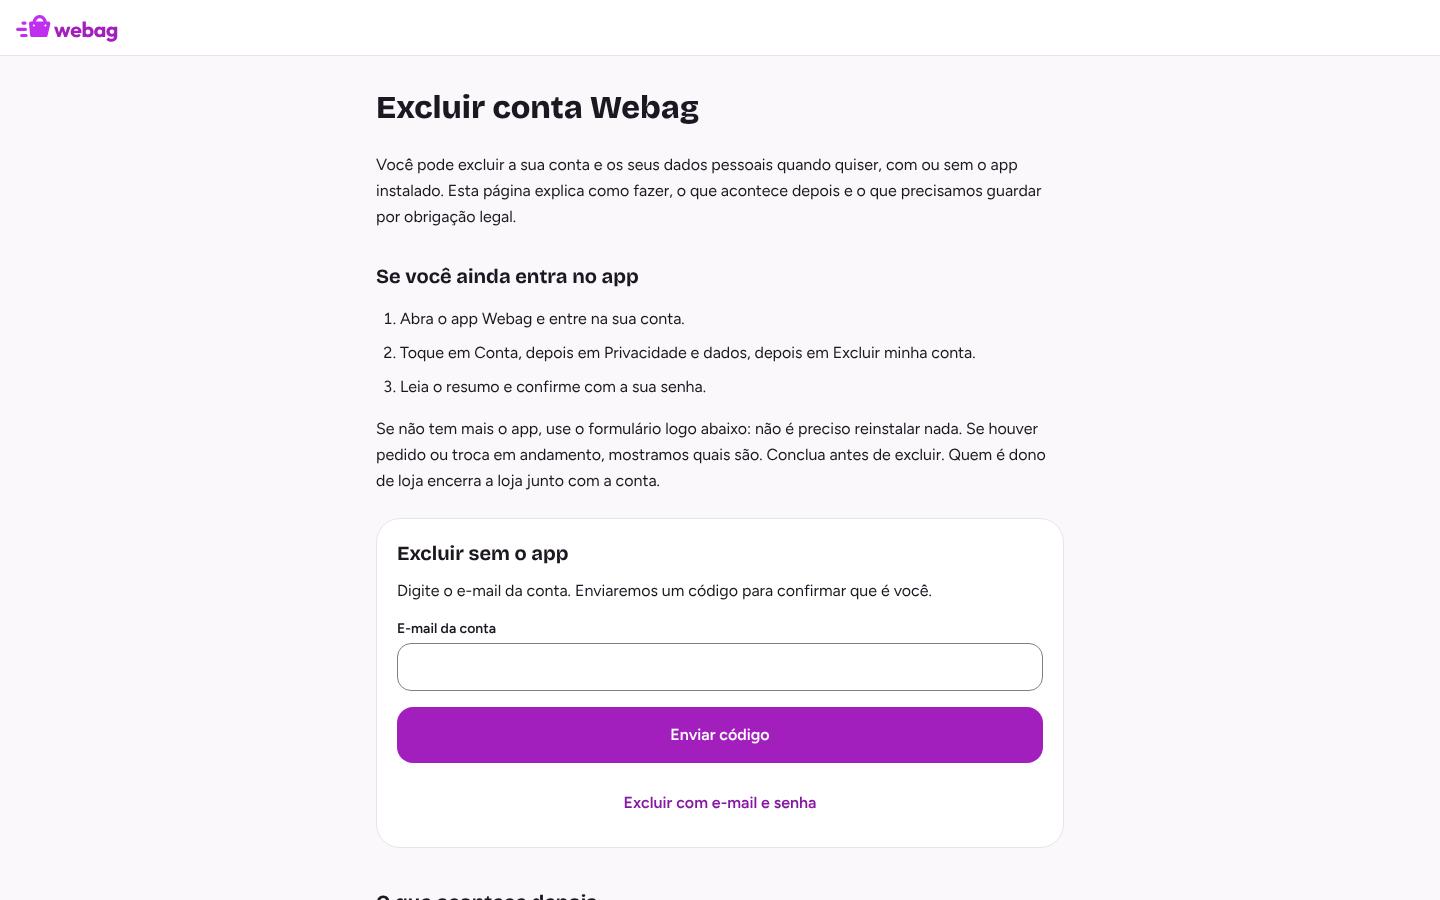 webag
Excluir conta Webag
Você pode excluir a sua conta e os seus dados pessoais quando quiser, com ou sem o app
instalado. Esta página explica como fazer, o que acontece depois e o que precisamos guardar
por obrigação legal.
Se você ainda entra no app
1. Abra o app Webag e entre na sua conta.
2. Toque em Conta, depois em Privacidade e dados, depois em Excluir minha conta.
3. Leia o resumo e confirme com a sua senha.
Se não tem mais o app, use o formulário logo abaixo: não é preciso reinstalar nada. Se houver
pedido ou troca em andamento, mostramos quais são. Conclua antes de excluir. Quem é dono
de loja encerra a loja junto com a conta.
Excluir sem o app
Digite o e-mail da conta. Enviaremos um código para confirmar que é você.
E-mail da conta
Enviar código
Excluir com e-mail e senha
O que acontece depois